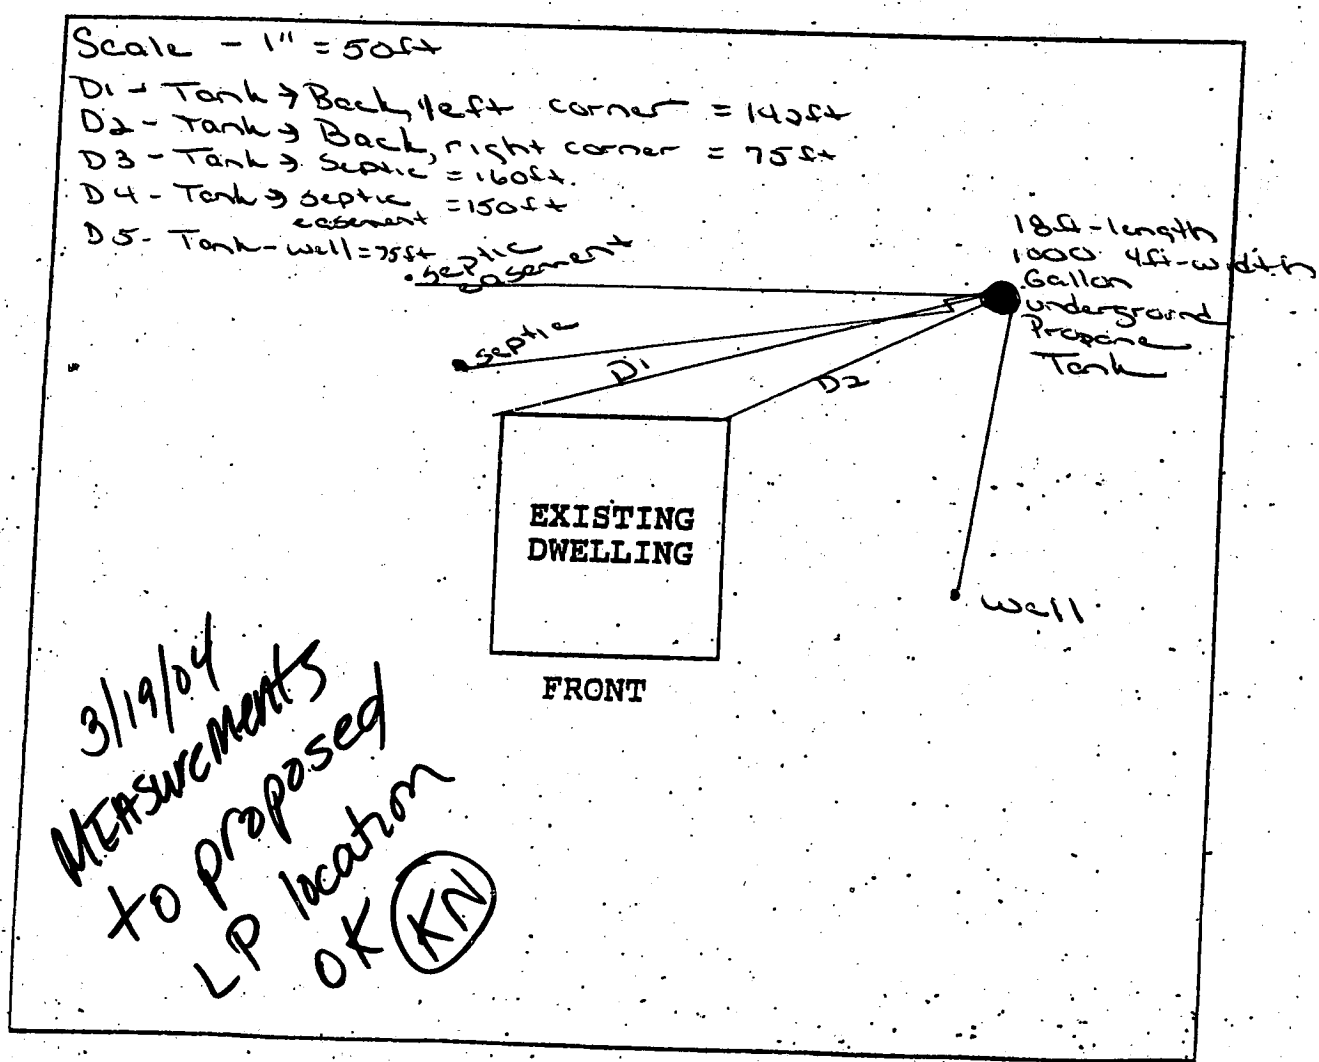 Scale - 1" = 50ft
D1 - Tank → Back, left corner = 142ft
D2 - Tank → Back, right corner = 75ft
D3 - Tank → Septic = 160ft.
D4 - Tank → septic = 150ft
easement
D5 - Tank - well = 75ft
septic
easement
18ft - length
1000 4ft - width
Gallon
underground
Propane
Tank
septic
D1
D2
EXISTING
DWELLING
well
FRONT
3/19/04
MEASUREMENTS
to proposed
LP location
OK KN